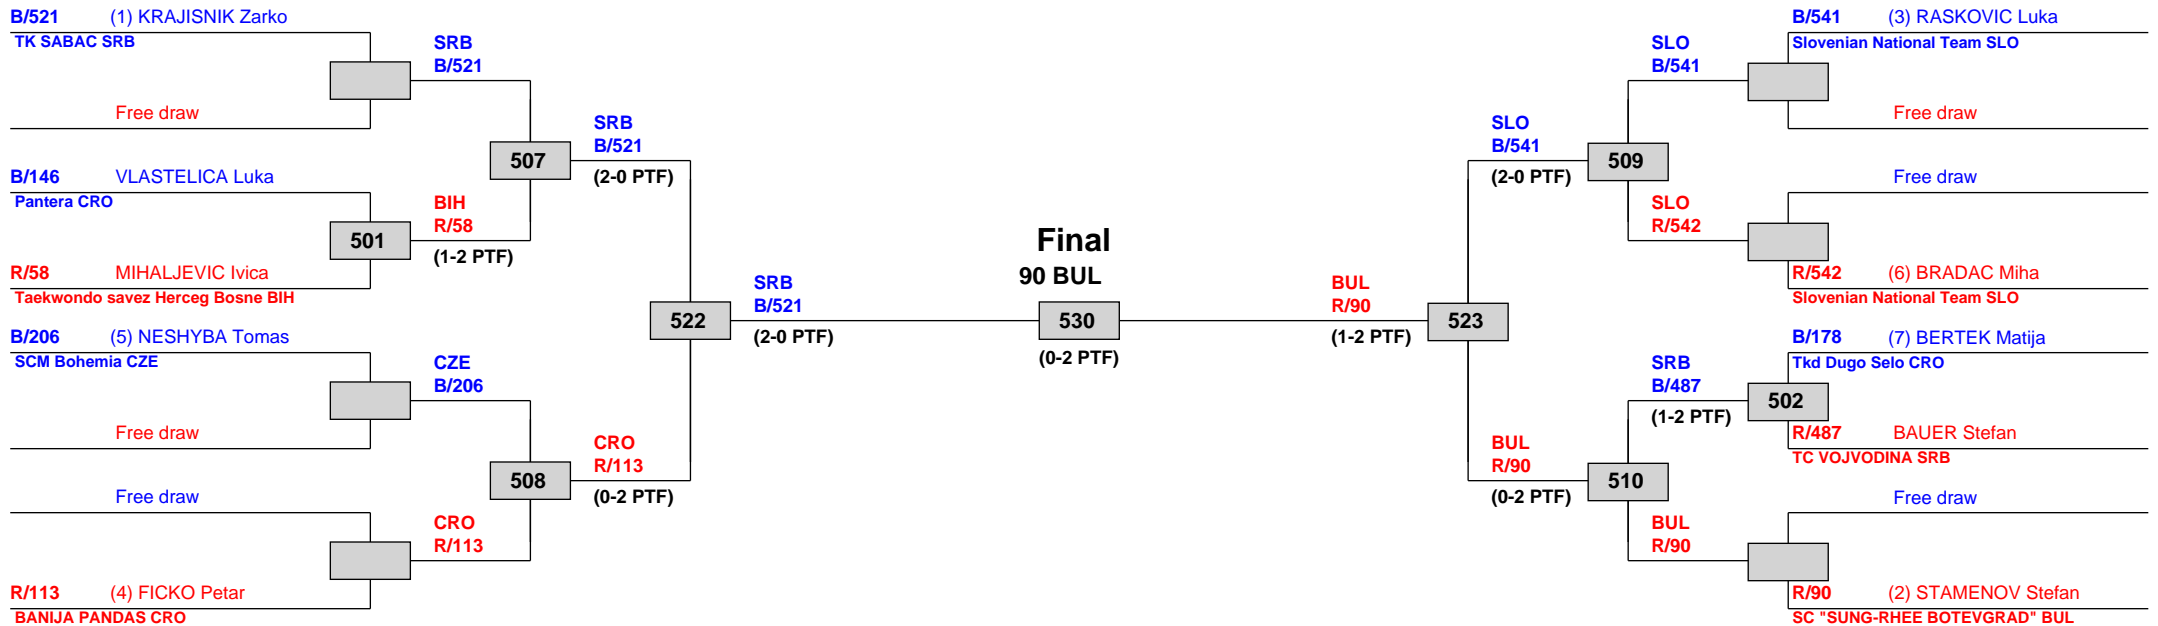 B/521 (1) KRAJISNIK Zarko
TK SABAC SRB
Free draw
B/146 VLASTELICA Luka
Pantera CRO
R/58 MIHALJEVIC Ivica
Taekwondo savez Herceg Bosne BIH
B/206 (5) NESHYBA Tomas
SCM Bohemia CZE
Free draw
Free draw
R/113 (4) FICKO Petar
BANIJA PANDAS CRO
501
SRB
B/521
BIH
R/58
(1-2 PTF)
CZE
B/206
CRO
R/113
507
508
SRB
B/521
(2-0 PTF)
CRO
R/113
(0-2 PTF)
522
SRB
B/521
(2-0 PTF)
Final
90 BUL
530
(0-2 PTF)
BUL
R/90
(1-2 PTF)
523
SLO
B/541
(2-0 PTF)
BUL
R/90
(0-2 PTF)
509
510
SLO
B/541
SLO
R/542
SRB
B/487
(1-2 PTF)
BUL
R/90
502
B/541 (3) RASKOVIC Luka
Slovenian National Team SLO
Free draw
Free draw
R/542 (6) BRADAC Miha
Slovenian National Team SLO
B/178 (7) BERTEK Matija
Tkd Dugo Selo CRO
R/487 BAUER Stefan
TC VOJVODINA SRB
Free draw
R/90 (2) STAMENOV Stefan
SC "SUNG-RHEE BOTEVGRAD" BUL